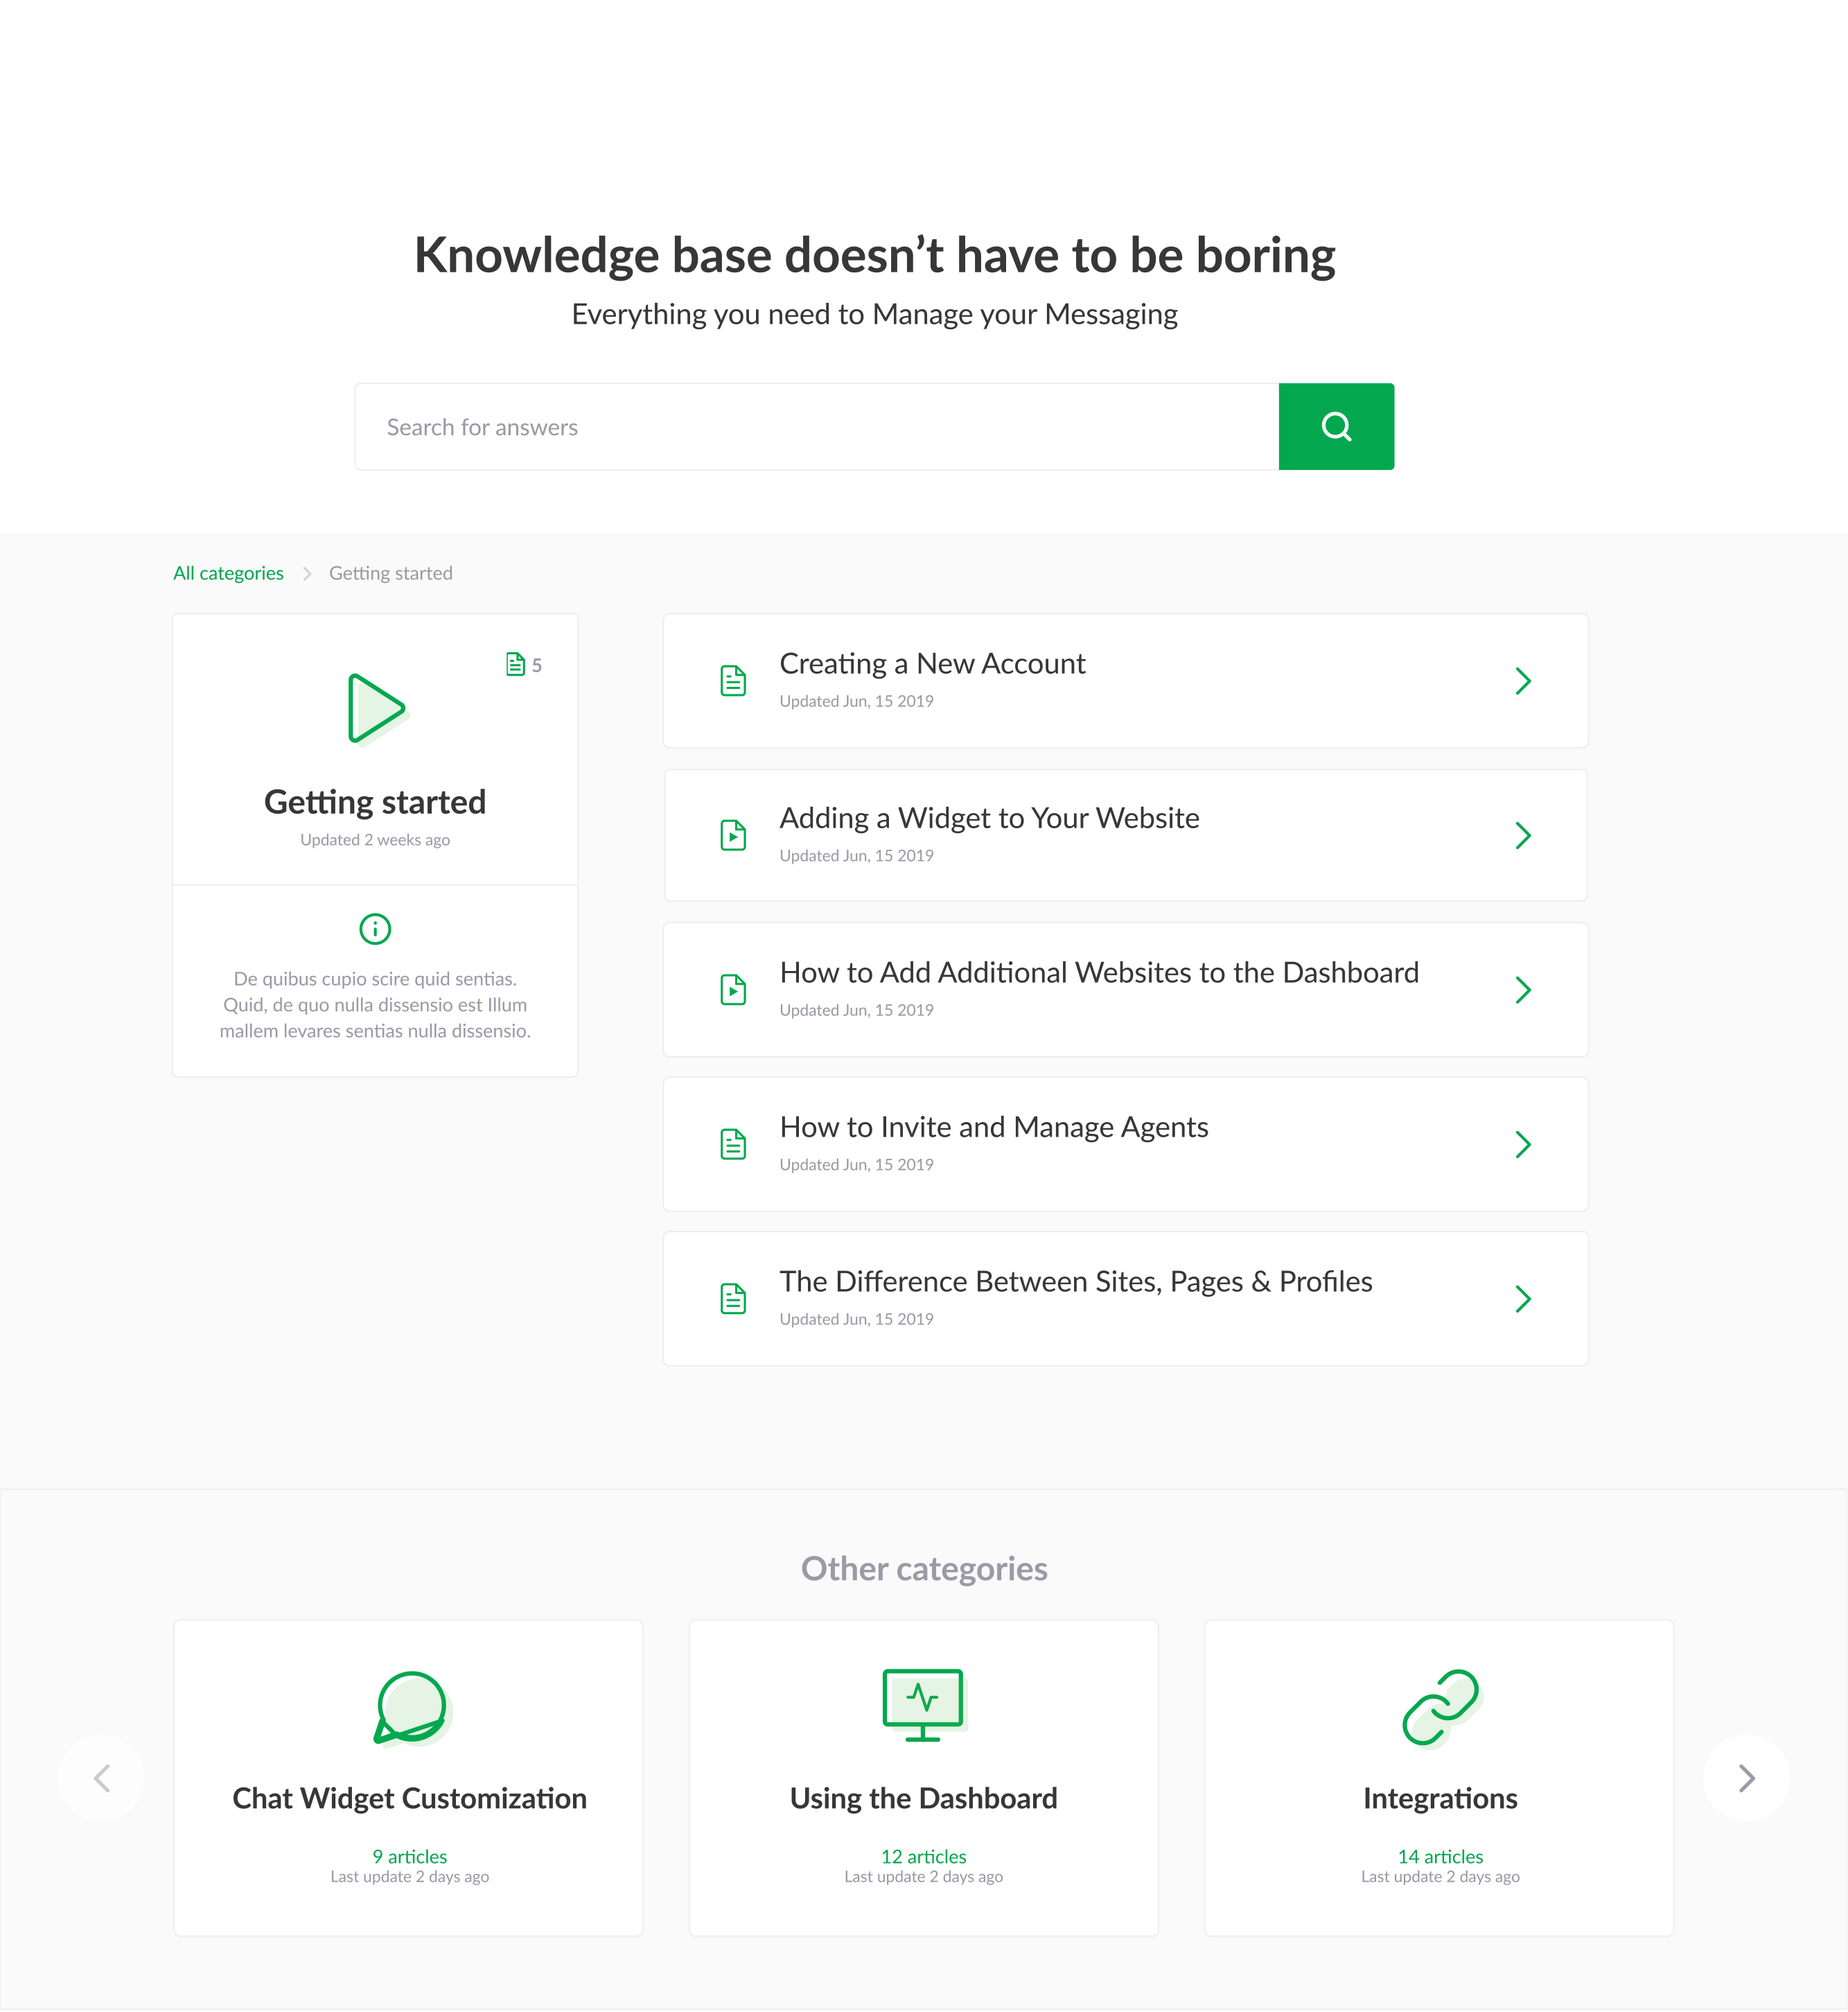 Knowledge base doesn’t have to be boring
Everything you need to Manage your Messaging
Search for answers
All categories
Getting started
5
Getting started
Updated 2 weeks ago
De quibus cupio scire quid sentias.
Quid, de quo nulla dissensio est Illum
mallem levares sentias nulla dissensio.
Creating a New Account
Updated Jun, 15 2019
Adding a Widget to Your Website
Updated Jun, 15 2019
How to Add Additional Websites to the Dashboard
Updated Jun, 15 2019
How to Invite and Manage Agents
Updated Jun, 15 2019
The Difference Between Sites, Pages & Profiles
Updated Jun, 15 2019
Other categories
Chat Widget Customization
9 articles
Last update 2 days ago
Using the Dashboard
12 articles
Last update 2 days ago
Integrations
14 articles
Last update 2 days ago